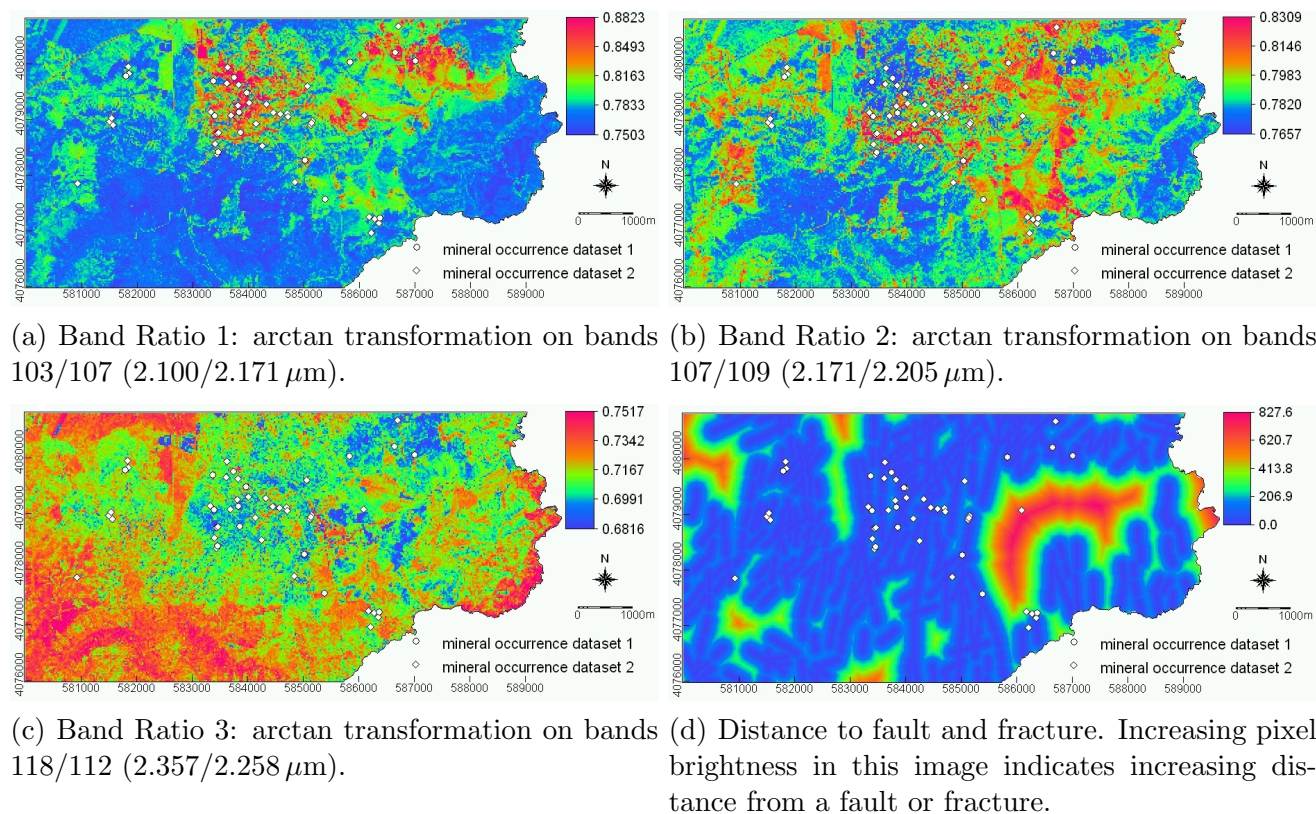 4080000
4079000
4078000
4077000
4076000
581000 582000 583000 584000 585000 586000 587000 588000 589000
0.8823
0.8493
0.8163
0.7833
0.7503
N
0 1000m
mineral occurrence dataset 1
mineral occurrence dataset 2
4080000
4079000
4078000
4077000
4076000
581000 582000 583000 584000 585000 586000 587000 588000 589000
0.8309
0.8146
0.7983
0.7820
0.7657
N
0 1000m
mineral occurrence dataset 1
mineral occurrence dataset 2
(a) Band Ratio 1: arctan transformation on bands
103/107 (2.100/2.171 μm).
(b) Band Ratio 2: arctan transformation on bands
107/109 (2.171/2.205 μm).
4080000
4079000
4078000
4077000
4076000
581000 582000 583000 584000 585000 586000 587000 588000 589000
0.7517
0.7342
0.7167
0.6991
0.6816
N
0 1000m
mineral occurrence dataset 1
mineral occurrence dataset 2
4080000
4079000
4078000
4077000
4076000
581000 582000 583000 584000 585000 586000 587000 588000 589000
827.6
620.7
413.8
206.9
0.0
N
0 1000m
mineral occurrence dataset 1
mineral occurrence dataset 2
(c) Band Ratio 3: arctan transformation on bands
118/112 (2.357/2.258 μm).
(d) Distance to fault and fracture. Increasing pixel
brightness in this image indicates increasing dis-
tance from a fault or fracture.